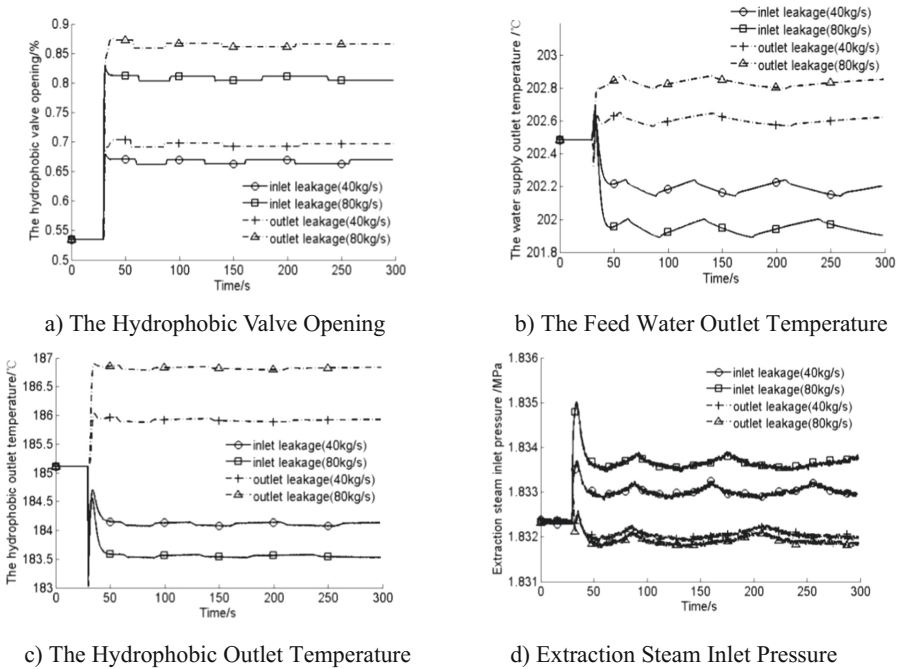 The hydrophobic valve opening/%
0.9
0.85
0.8
0.75
0.7
0.65
0.6
0.55
0.5
inlet leakage(40kg/s)
inlet leakage(80kg/s)
outlet leakage(40kg/s)
outlet leakage(80kg/s)
0 50 100 150 200 250 300
Time/s
a) The Hydrophobic Valve Opening
The water supply outlet temperature /℃
203
202.8
202.6
202.4
202.2
202
201.8
inlet leakage(40kg/s)
inlet leakage(80kg/s)
outlet leakage(40kg/s)
outlet leakage(80kg/s)
0 50 100 150 200 250 300
Time/s
b) The Feed Water Outlet Temperature
The hydrophobic outlet temperature/℃
187
186.5
186
185.5
185
184.5
184
183.5
183
inlet leakage(40kg/s)
inlet leakage(80kg/s)
outlet leakage(40kg/s)
outlet leakage(80kg/s)
0 50 100 150 200 250 300
Time/s
c) The Hydrophobic Outlet Temperature
Extraction steam inlet pressure /MPa
1.836
1.835
1.834
1.833
1.832
1.831
inlet leakage(40kg/s)
inlet leakage(80kg/s)
outlet leakage(40kg/s)
outlet leakage(80kg/s)
0 50 100 150 200 250 300
Time/s
d) Extraction Steam Inlet Pressure